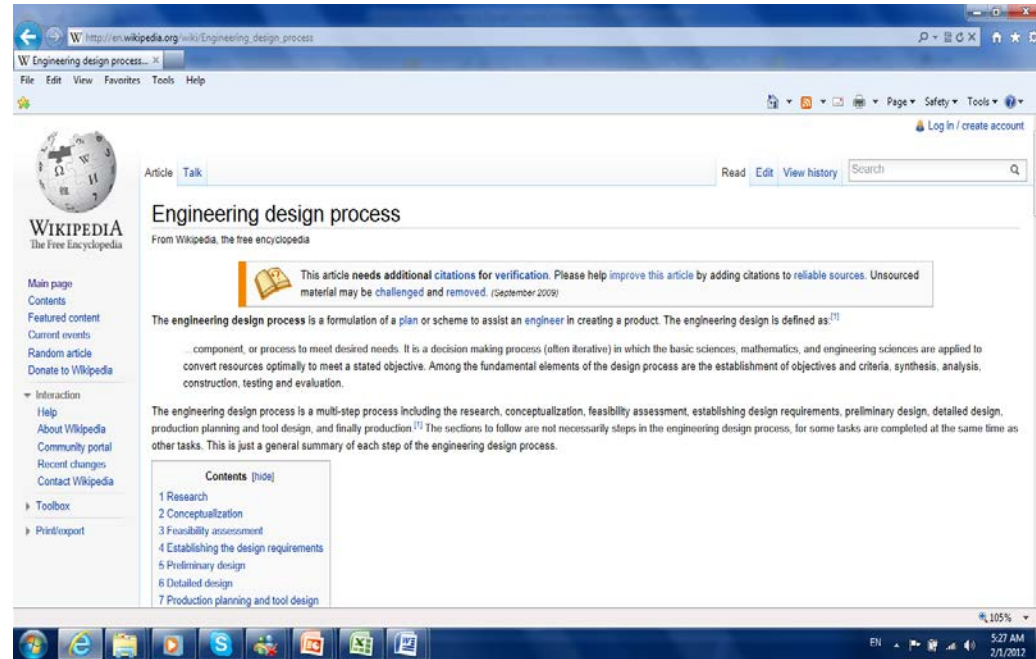 http://en.wikipedia.org/wiki/Engineering_design_process
W Engineering design process...
File Edit View Favorites Tools Help
Page Safety Tools
Log in / create account
Article Talk Read Edit View history Search
WIKIPEDIA
The Free Encyclopedia
Main page
Contents
Featured content
Current events
Random article
Donate to Wikipedia
Interaction
Help
About Wikipedia
Community portal
Recent changes
Contact Wikipedia
Toolbox
Print/export
Engineering design process
From Wikipedia, the free encyclopedia
This article needs additional citations for verification. Please help improve this article by adding citations to reliable sources. Unsourced
material may be challenged and removed. (September 2009)
The engineering design process is a formulation of a plan or scheme to assist an engineer in creating a product. The engineering design is defined as:[1]
...component, or process to meet desired needs. It is a decision making process (often iterative) in which the basic sciences, mathematics, and engineering sciences are applied to
convert resources optimally to meet a stated objective. Among the fundamental elements of the design process are the establishment of objectives and criteria, synthesis, analysis,
construction, testing and evaluation.
The engineering design process is a multi-step process including the research, conceptualization, feasibility assessment, establishing design requirements, preliminary design, detailed design,
production planning and tool design, and finally production.[1] The sections to follow are not necessarily steps in the engineering design process, for some tasks are completed at the same time as
other tasks. This is just a general summary of each step of the engineering design process.
Contents [hide]
1 Research
2 Conceptualization
3 Feasibility assessment
4 Establishing the design requirements
5 Preliminary design
6 Detailed design
7 Production planning and tool design
105%
EN
5:27 AM
2/1/2012